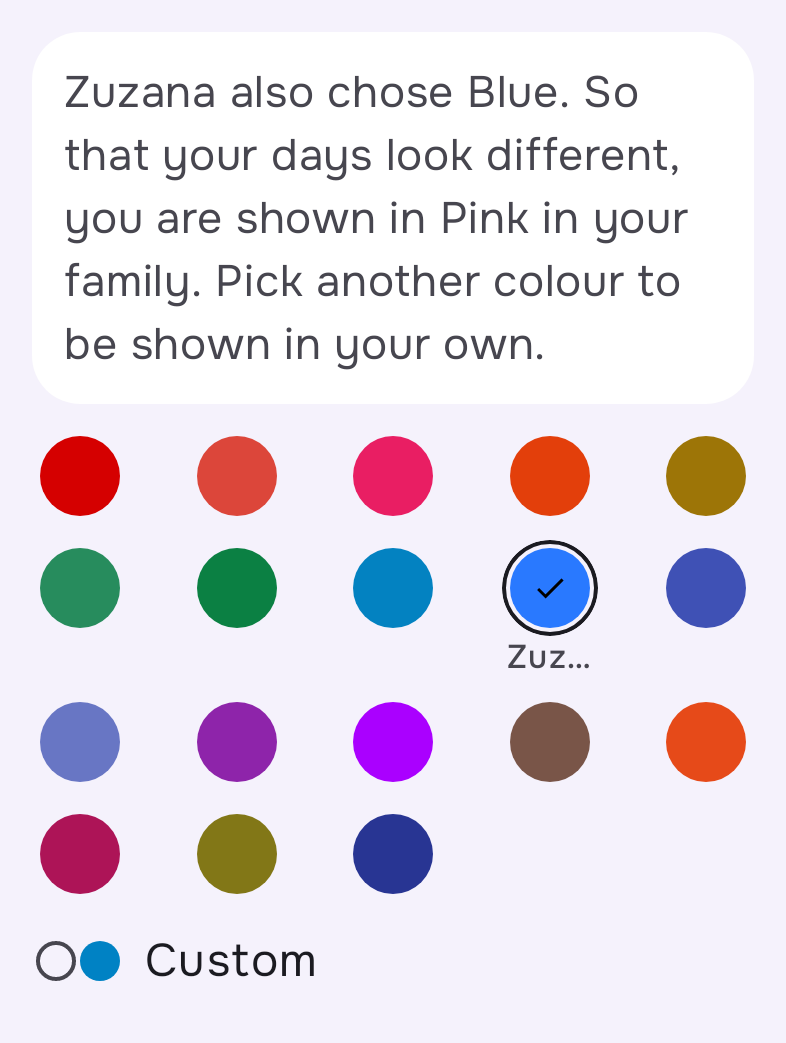 Zuzana also chose Blue. So
that your days look different,
you are shown in Pink in your
family. Pick another colour to
be shown in your own.
Zuz...
Custom